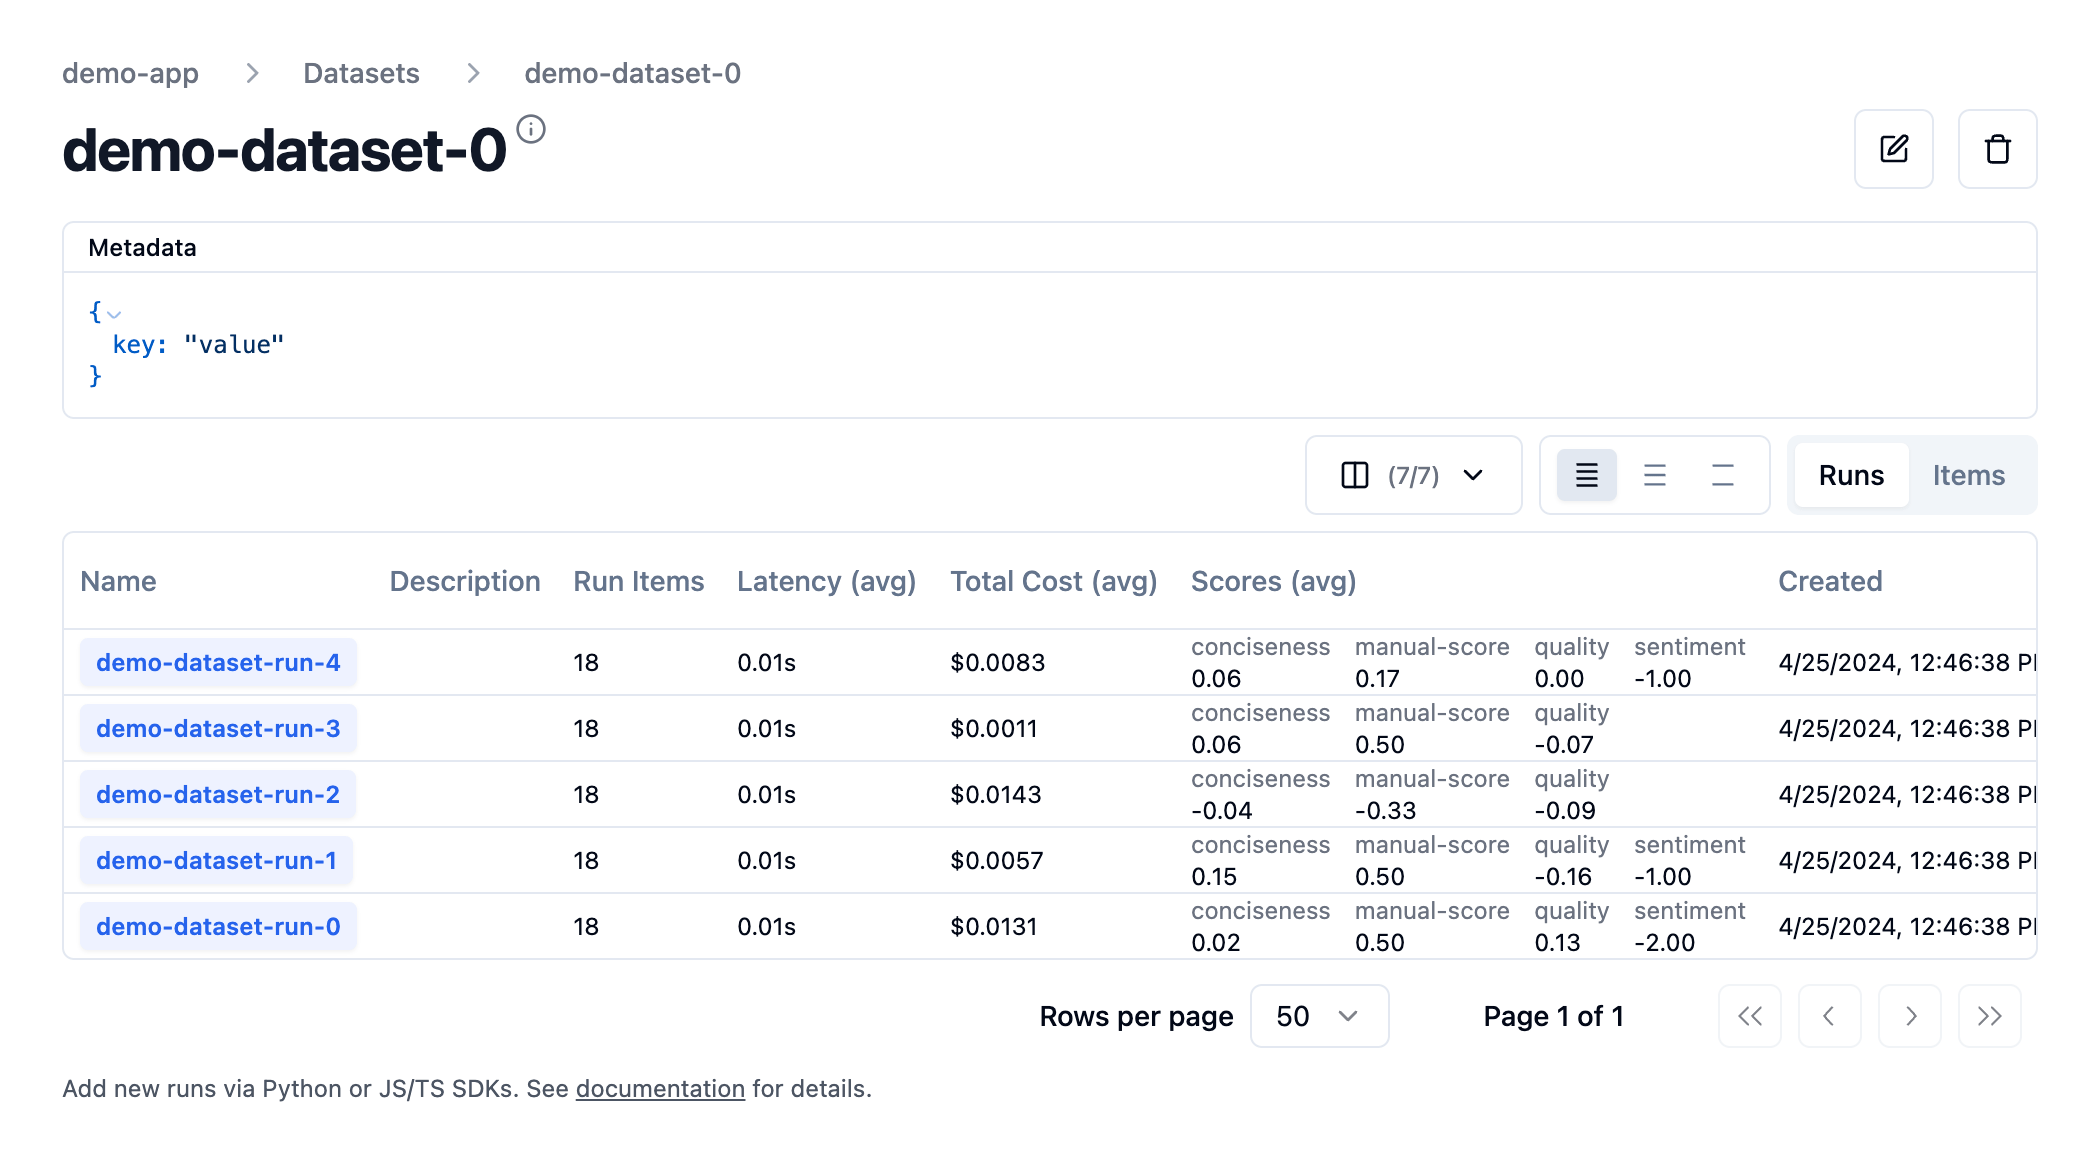 demo-app > Datasets > demo-dataset-0
demo-dataset-0
Metadata
{
key: "value"
}
(7/7)
Runs Items
Name Description Run Items Latency (avg) Total Cost (avg) Scores (avg) Created
conciseness manual-score quality sentiment
demo-dataset-run-4 18 0.01s $0.0083 4/25/2024, 12:46:38
0.06 0.17 0.00 -1.00
conciseness manual-score quality
demo-dataset-run-3 18 0.01s $0.0011 4/25/2024, 12:46:38
0.06 0.50 -0.07
conciseness manual-score quality
demo-dataset-run-2 18 0.01s $0.0143 4/25/2024, 12:46:38
-0.04 -0.33 -0.09
conciseness manual-score quality sentiment
demo-dataset-run-1 18 0.01s $0.0057 4/25/2024, 12:46:38
0.15 0.50 -0.16 -1.00
conciseness manual-score quality sentiment
demo-dataset-run-0 18 0.01s $0.0131 4/25/2024, 12:46:38
0.02 0.50 0.13 -2.00
Rows per page 50 Page 1 of 1
Add new runs via Python or JS/TS SDKs. See documentation for details.